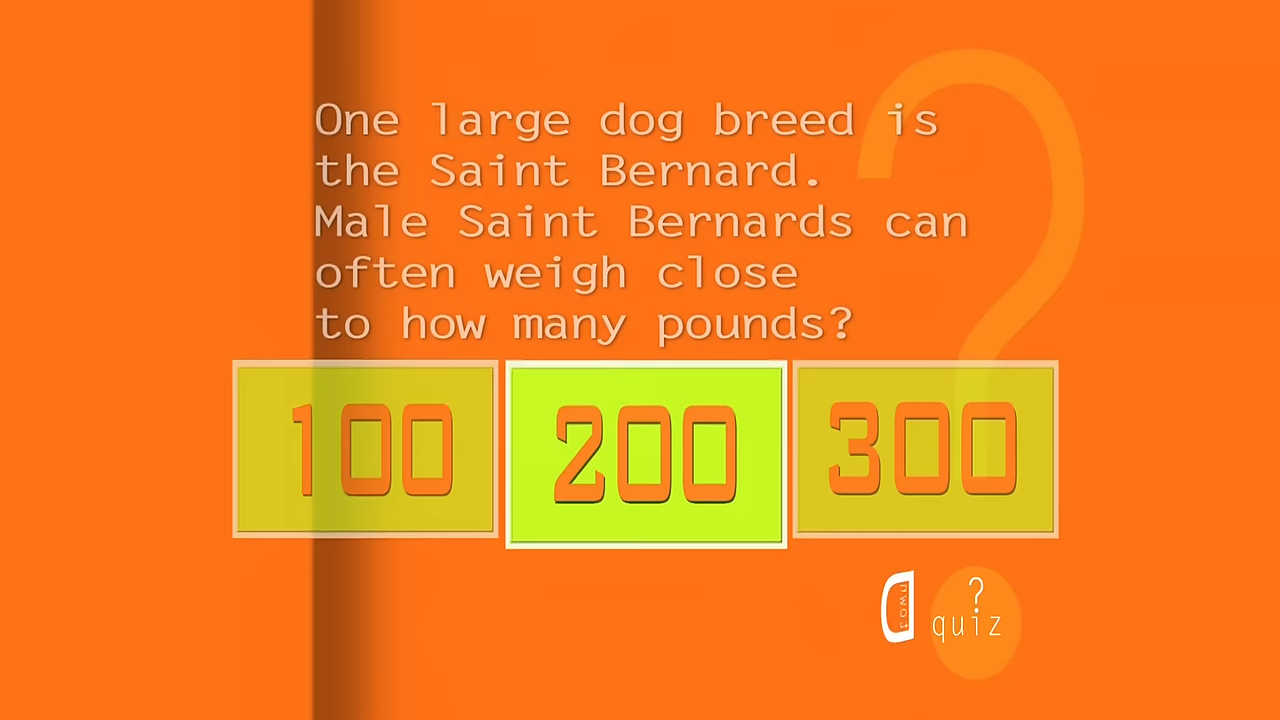 One large dog breed is
the Saint Bernard.
Male Saint Bernards can
often weigh close
to how many pounds?
100 200 300
?
quiz